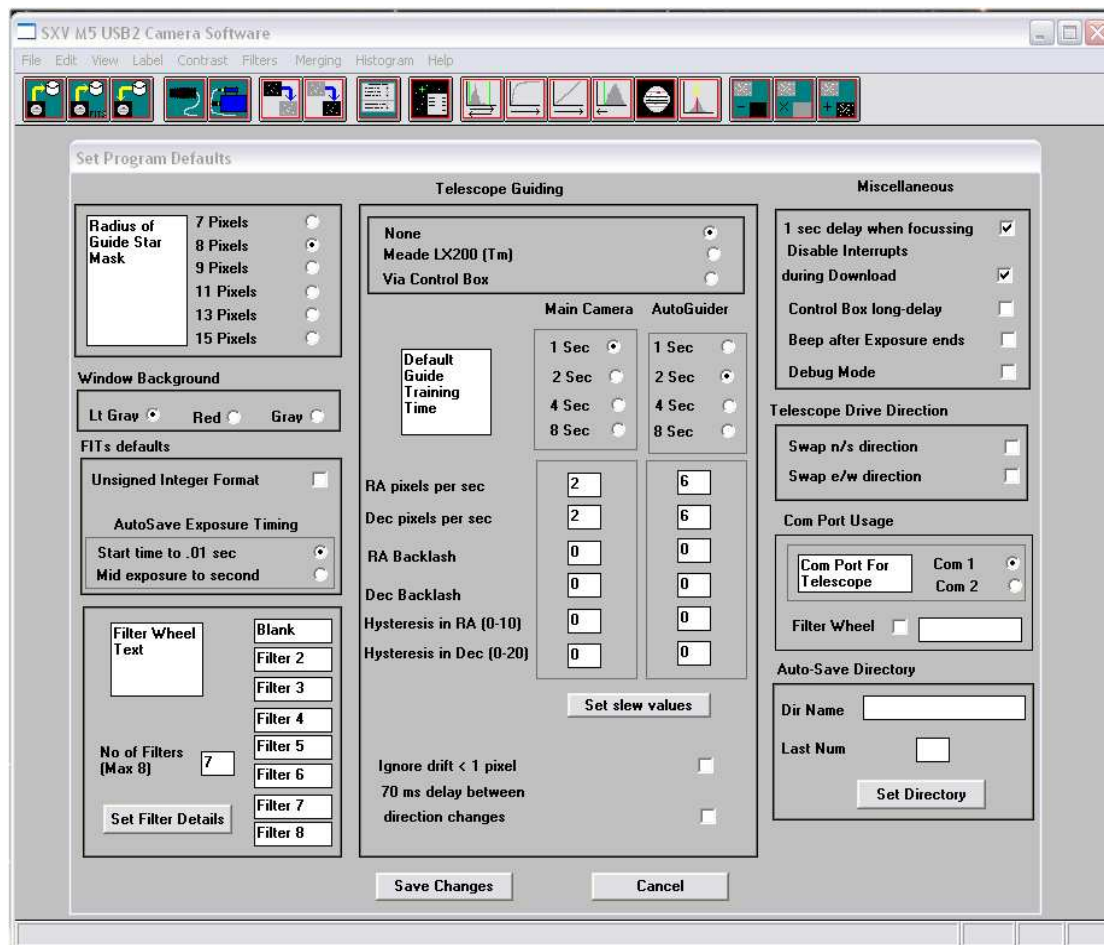 SXV M5 USB2 Camera Software
File Edit View Label Contrast Filters Merging Histogram Help
Set Program Defaults
Radius of
Guide Star
Mask
7 Pixels
8 Pixels
9 Pixels
11 Pixels
13 Pixels
15 Pixels
Window Background
Lt Gray Red Gray
FITs defaults
Unsigned Integer Format
AutoSave Exposure Timing
Start time to .01 sec
Mid exposure to second
Filter Wheel
Text
Blank
Filter 2
Filter 3
Filter 4
Filter 5
Filter 6
Filter 7
Filter 8
No of Filters
(Max 8)
7
Set Filter Details
Telescope Guiding
None
Meade LX200 (Tm)
Via Control Box
Main Camera AutoGuider
Default
Guide
Training
Time
1 Sec 1 Sec
2 Sec 2 Sec
4 Sec 4 Sec
8 Sec 8 Sec
RA pixels per sec 2 6
Dec pixels per sec 2 6
RA Backlash 0 0
Dec Backlash 0 0
Hysteresis in RA (0-10) 0 0
Hysteresis in Dec (0-20) 0 0
Set slew values
Ignore drift < 1 pixel
70 ms delay between
direction changes
Miscellaneous
1 sec delay when focussing
Disable Interrupts
during Download
Control Box long-delay
Beep after Exposure ends
Debug Mode
Telescope Drive Direction
Swap n/s direction
Swap e/w direction
Com Port Usage
Com Port For
Telescope
Com 1
Com 2
Filter Wheel
Auto-Save Directory
Dir Name
Last Num
Set Directory
Save Changes Cancel